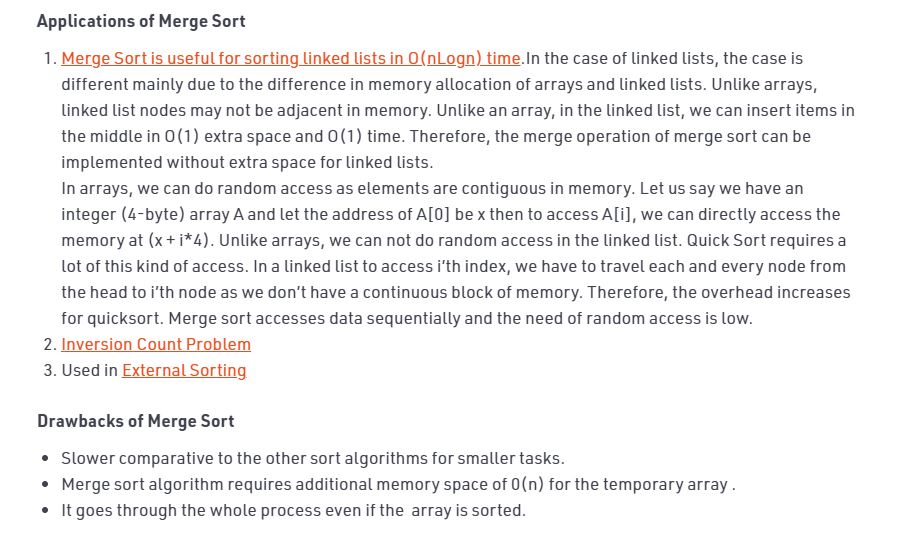 Applications of Merge Sort
1. Merge Sort is useful for sorting linked lists in O(nLogn) time.In the case of linked lists, the case is
different mainly due to the difference in memory allocation of arrays and linked lists. Unlike arrays,
linked list nodes may not be adjacent in memory. Unlike an array, in the linked list, we can insert items in
the middle in O(1) extra space and O(1) time. Therefore, the merge operation of merge sort can be
implemented without extra space for linked lists.
In arrays, we can do random access as elements are contiguous in memory. Let us say we have an
integer (4-byte) array A and let the address of A[0] be x then to access A[i], we can directly access the
memory at (x + i*4). Unlike arrays, we can not do random access in the linked list. Quick Sort requires a
lot of this kind of access. In a linked list to access i’th index, we have to travel each and every node from
the head to i’th node as we don’t have a continuous block of memory. Therefore, the overhead increases
for quicksort. Merge sort accesses data sequentially and the need of random access is low.
2. Inversion Count Problem
3. Used in External Sorting
Drawbacks of Merge Sort
• Slower comparative to the other sort algorithms for smaller tasks.
• Merge sort algorithm requires additional memory space of 0(n) for the temporary array .
• It goes through the whole process even if the  array is sorted.